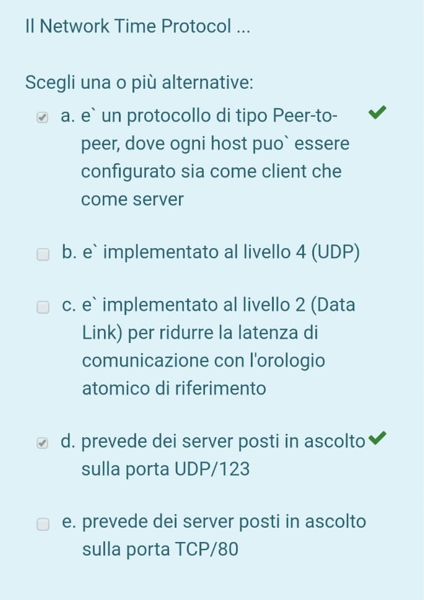 Il Network Time Protocol ...
Scegli una o più alternative:
a. e` un protocollo di tipo Peer-to-
peer, dove ogni host puo` essere
configurato sia come client che
come server
b. e` implementato al livello 4 (UDP)
c. e` implementato al livello 2 (Data
Link) per ridurre la latenza di
comunicazione con l'orologio
atomico di riferimento
d. prevede dei server posti in ascolto
sulla porta UDP/123
e. prevede dei server posti in ascolto
sulla porta TCP/80